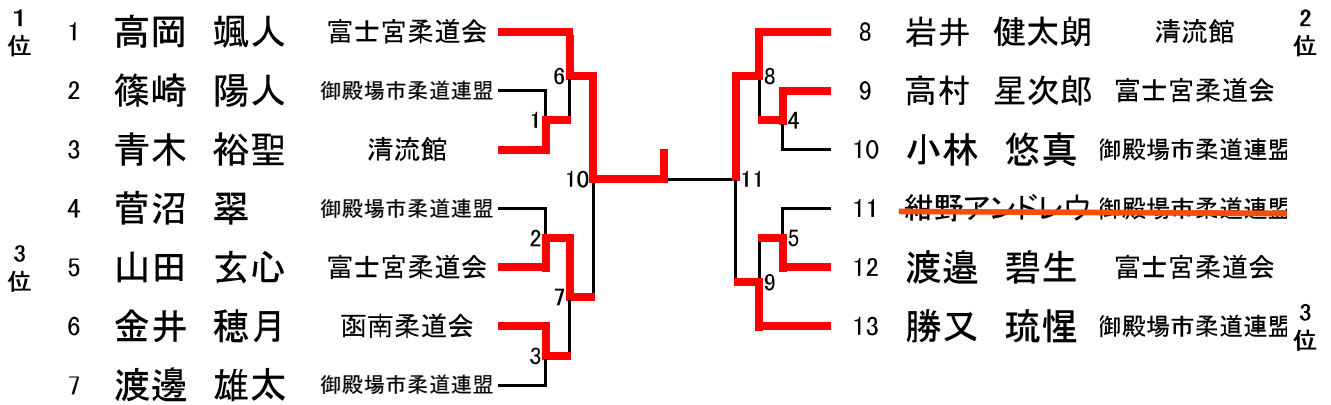 1位 1 高岡 颯人 富士宮柔道会
2 篠崎 陽人 御殿場市柔道連盟
3 青木 裕聖 清流館
4 菅沼 翠 御殿場市柔道連盟
3位 5 山田 玄心 富士宮柔道会
6 金井 穂月 函南柔道会
7 渡邊 雄太 御殿場市柔道連盟
6
1
2
7
3
10
11
8
4
5
9
8 岩井 健太朗 清流館 2位
9 高村 星次郎 富士宮柔道会
10 小林 悠真 御殿場市柔道連盟
11 紺野アンドレウ 御殿場市柔道連盟
12 渡邉 碧生 富士宮柔道会
13 勝又 琉惺 御殿場市柔道連盟 3位